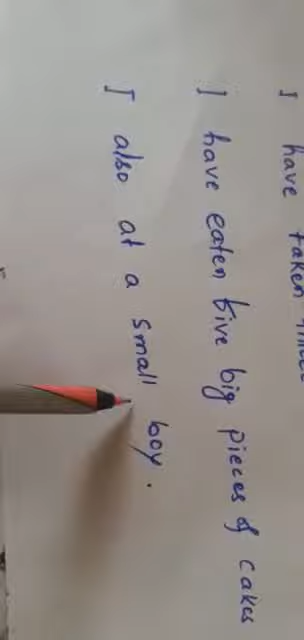 I have taken
I have eaten five big pieces of cakes
I also at a small boy.